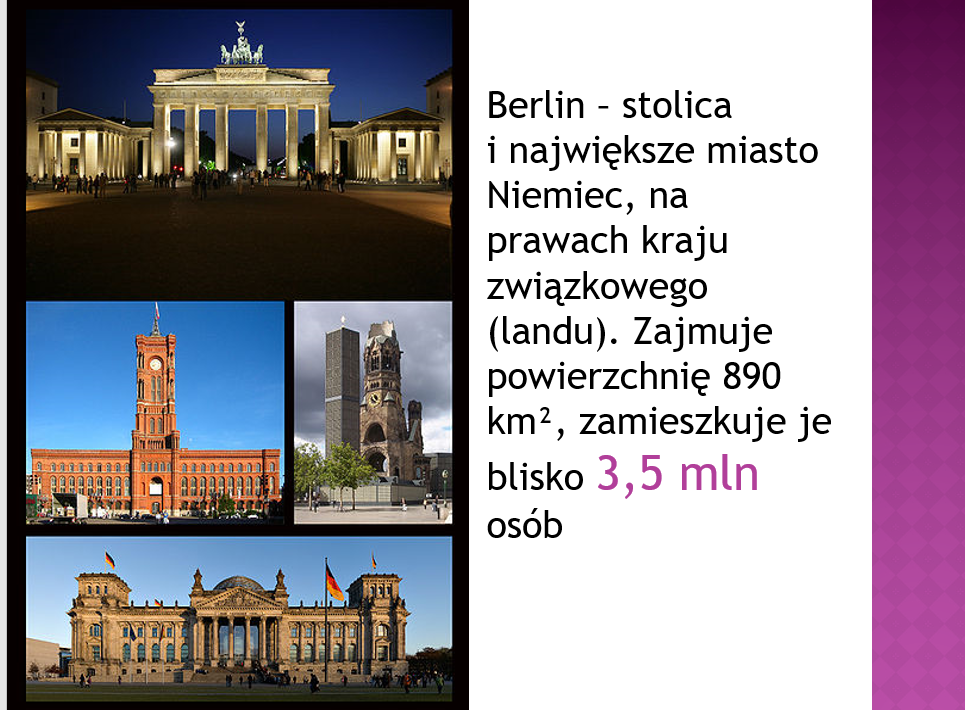 Berlin – stolica
i największe miasto
Niemiec, na
prawach kraju
związkowego
(landu). Zajmuje
powierzchnię 890
km², zamieszkuje je
blisko 3,5 mln
osób